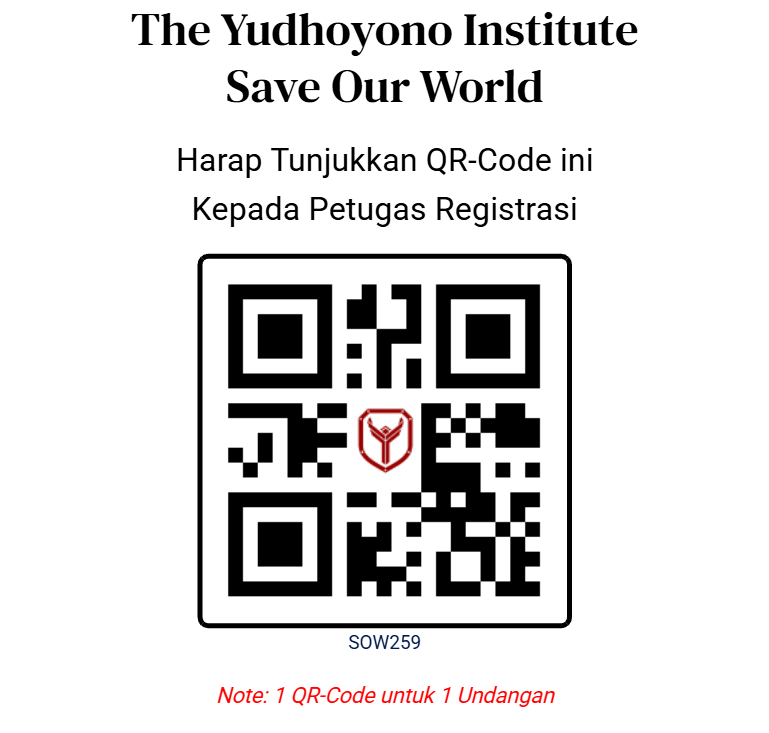 The Yudhoyono Institute
Save Our World
Harap Tunjukkan QR-Code ini
Kepada Petugas Registrasi
SOW259
Note: 1 QR-Code untuk 1 Undangan